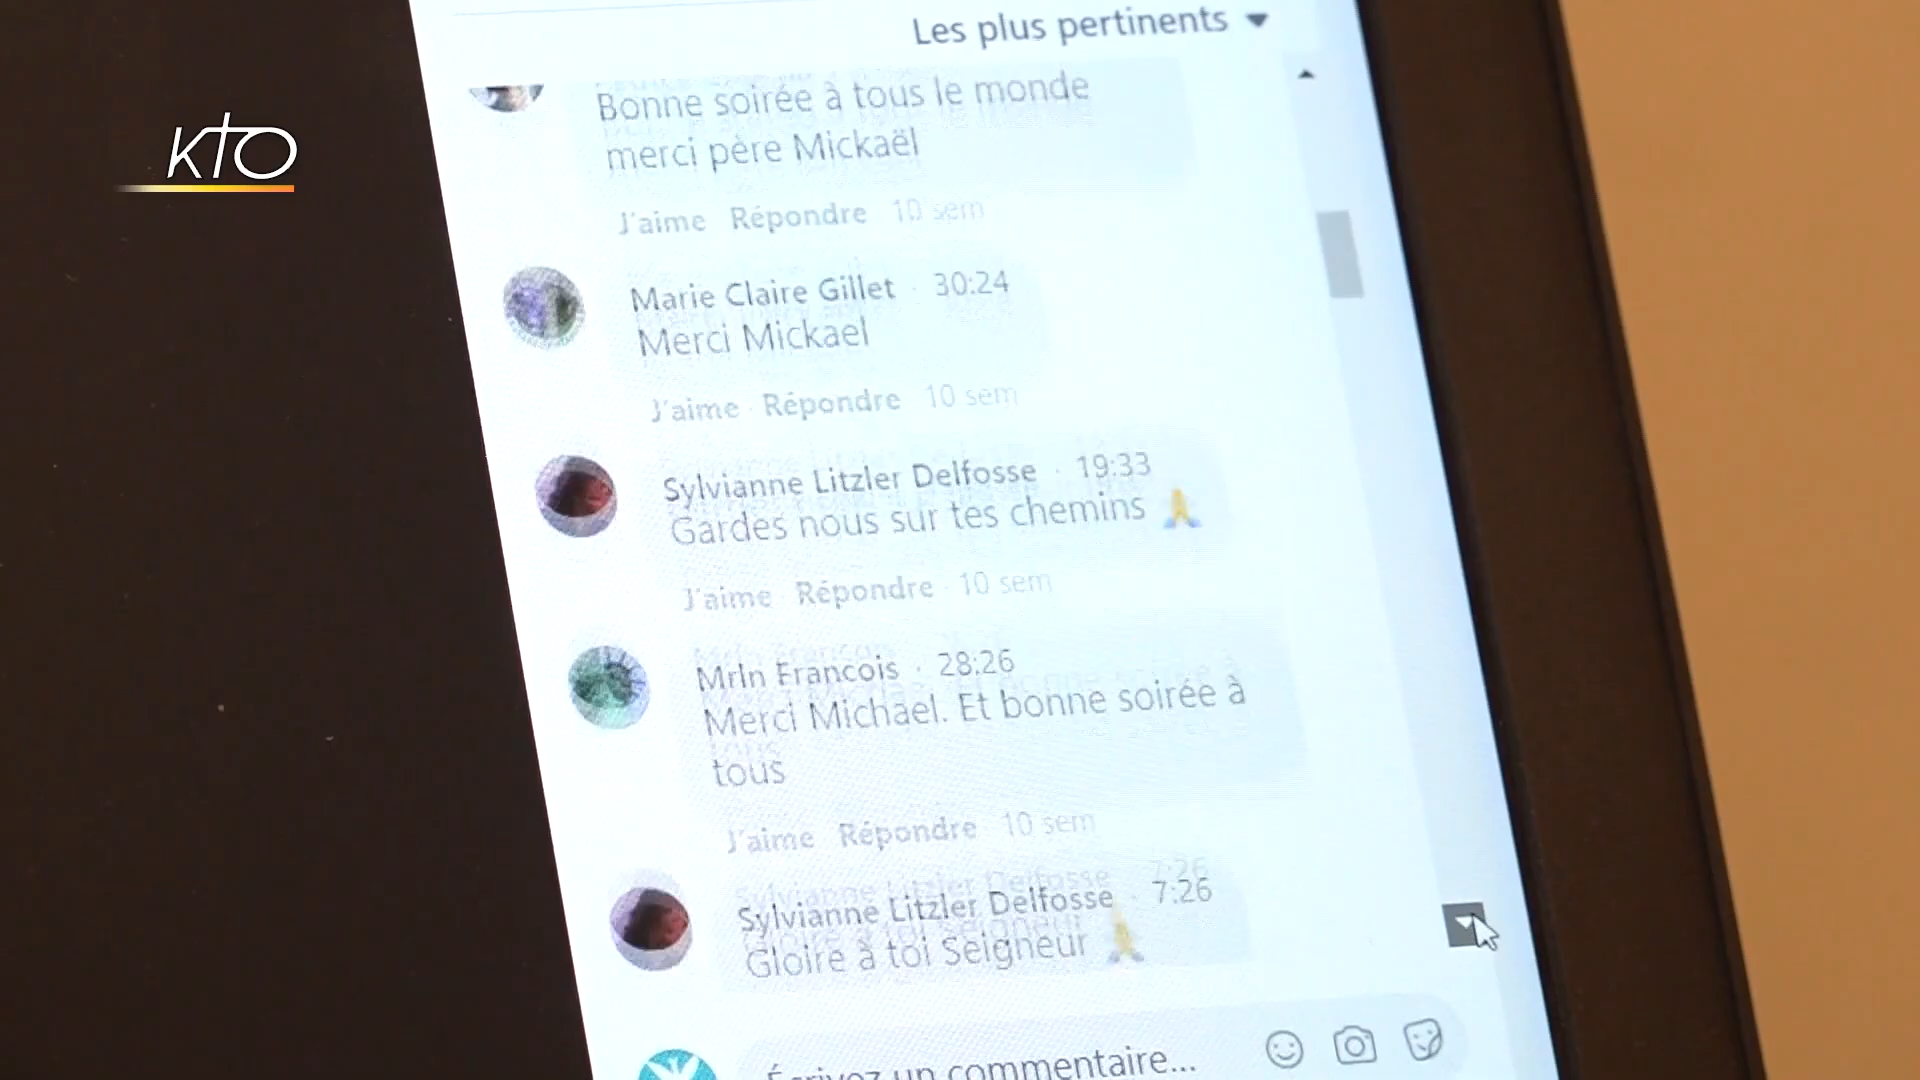 Les plus pertinents
KTO
Bonne soirée à tous le monde
merci père Mickaël
J'aime Répondre 10 sem
Marie Claire Gillet · 30:24
Merci Mickael
J'aime · Répondre 10 sem
Sylvianne Litzler Delfosse · 19:33
Gardes nous sur tes chemins 🙏
J'aime Répondre · 10 sem
Mrln Francois · 28:26
Merci Michael. Et bonne soirée à
tous
J'aime Répondre · 10 sem
Sylvianne Litzler Delfosse · 7:26
Gloire à toi Seigneur 🙏
Écrivez un commentaire...